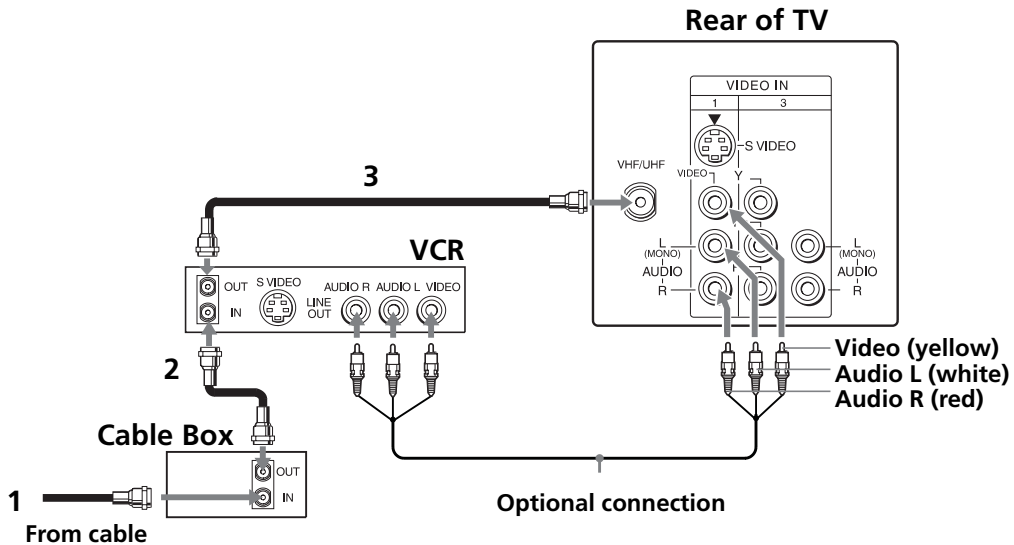 Rear of TV
VIDEO IN
1 3
S VIDEO
VHF/UHF
VIDEO Y
3
L
(MONO)
AUDIO
R
L
(MONO)
AUDIO
R
VCR
OUT
IN
S VIDEO
LINE
OUT
AUDIO R AUDIO L VIDEO
2
Video (yellow)
Audio L (white)
Audio R (red)
Cable Box
OUT
IN
1
From cable
Optional connection